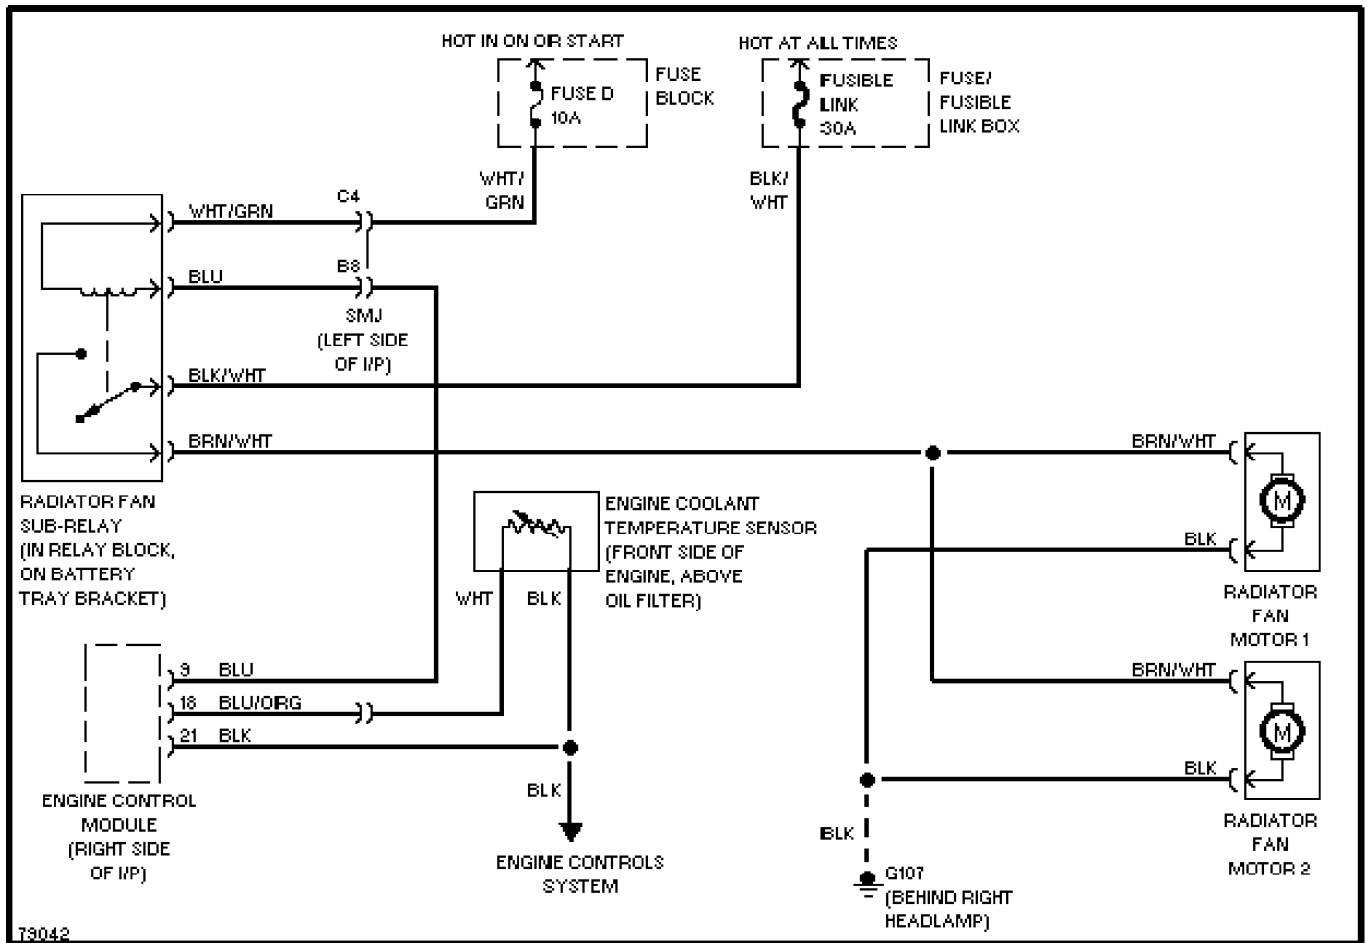 HOT IN ON OR START
HOT AT ALL TIMES
FUSE D
10A
FUSE
BLOCK
FUSIBLE
LINK
30A
FUSE/
FUSIBLE
LINK BOX
WHT/
GRN
BLK/
WHT
WHT/GRN
C4
BLU
B8
SMJ
(LEFT SIDE
OF I/P)
BLK/WHT
BRN/WHT
BRN/WHT
RADIATOR FAN
SUB-RELAY
(IN RELAY BLOCK,
ON BATTERY
TRAY BRACKET)
ENGINE COOLANT
TEMPERATURE SENSOR
(FRONT SIDE OF
ENGINE, ABOVE
OIL FILTER)
WHT
BLK
M
BLK
RADIATOR
FAN
MOTOR 1
9 BLU
18 BLU/ORG
21 BLK
ENGINE CONTROL
MODULE
(RIGHT SIDE
OF I/P)
BLK
ENGINE CONTROLS
SYSTEM
BRN/WHT
M
BLK
RADIATOR
FAN
MOTOR 2
BLK
G107
(BEHIND RIGHT
HEADLAMP)
79042